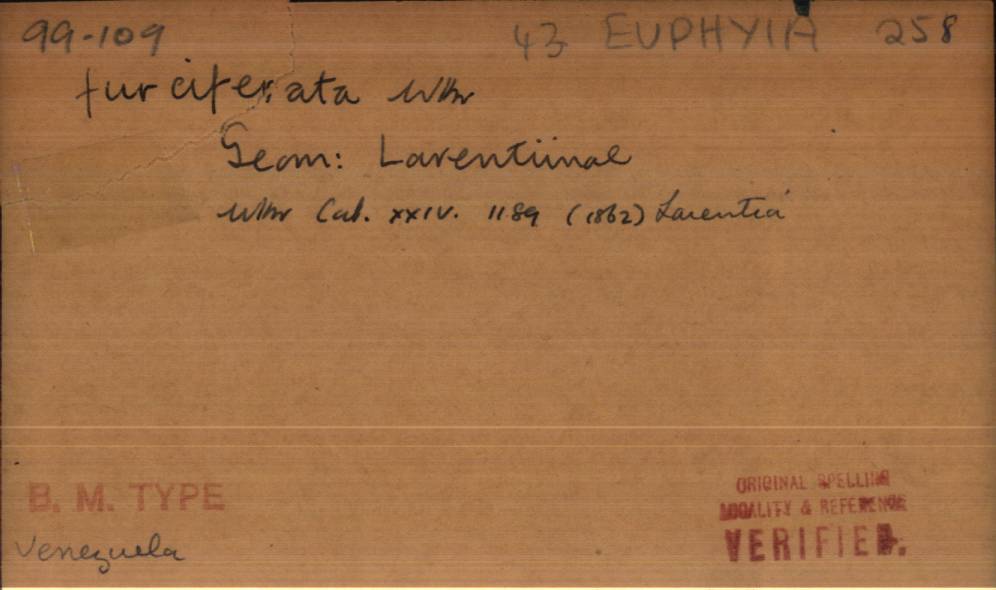 99-109 43 EUPHYIA 258
furciferata Wkr
Geom: Larentiinae
Wkr Cat. XXIV. 1189 (1862) Larentia
B. M. TYPE
Venezuela
ORIGINAL SPELLING
LOCALITY & REFERENCE
VERIFIED.